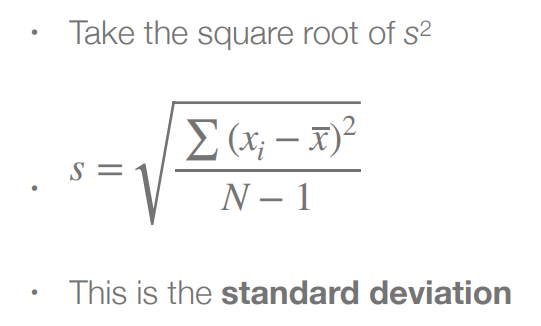 • Take the square root of s²
• s = √(∑ (xᵢ − x̅)² / (N − 1))
• This is the standard deviation